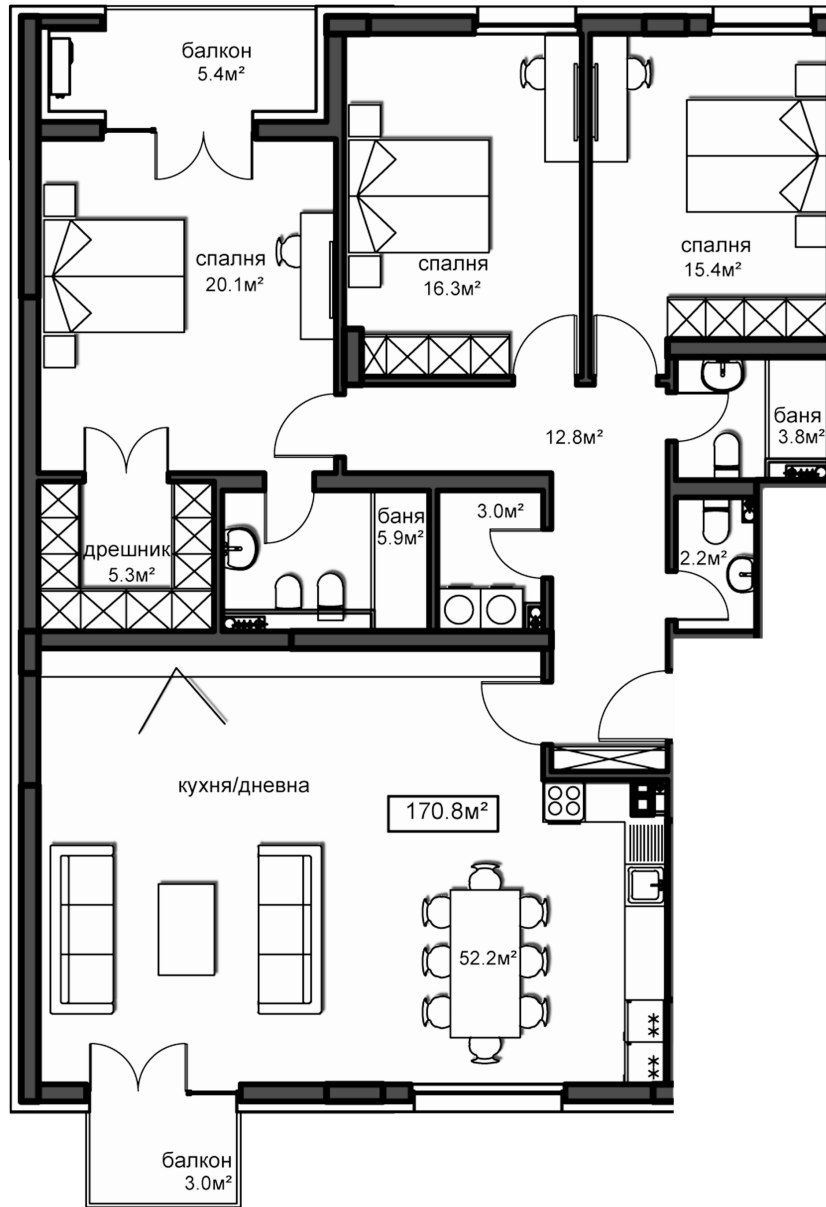 балкон
5.4м²
спалня
20.1м²
спалня
16.3м²
спалня
15.4м²
12.8м²
баня
3.8м²
дрешник
5.3м²
баня
5.9м²
3.0м²
2.2м²
кухня/дневна
170.8м²
52.2м²
балкон
3.0м²